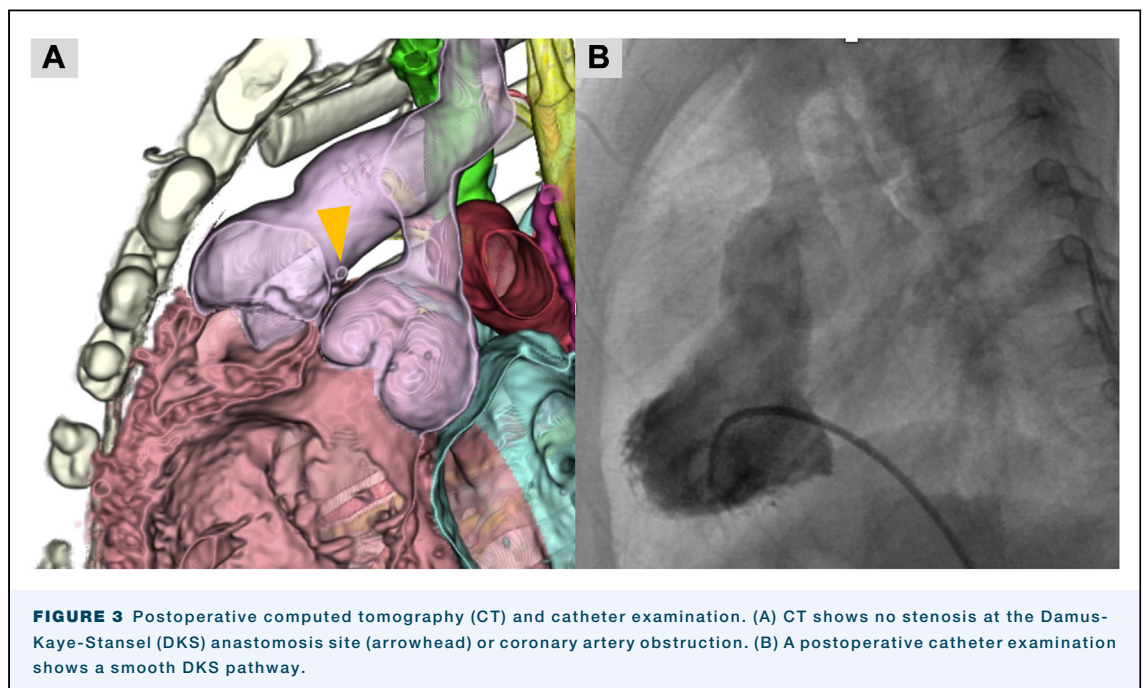 A
B
FIGURE 3 Postoperative computed tomography (CT) and catheter examination. (A) CT shows no stenosis at the Damus-
Kaye-Stansel (DKS) anastomosis site (arrowhead) or coronary artery obstruction. (B) A postoperative catheter examination
shows a smooth DKS pathway.